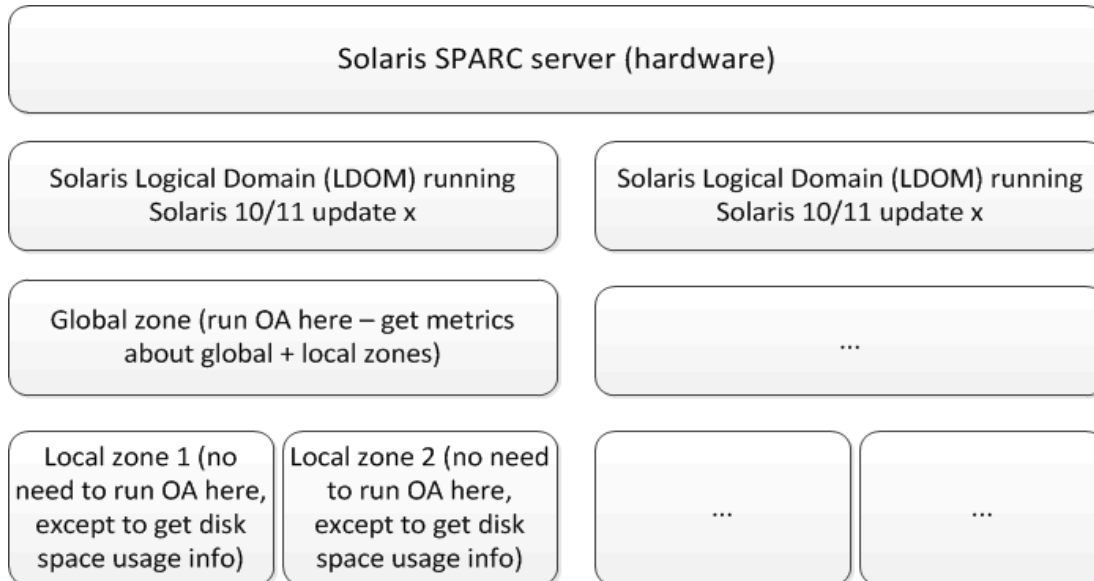 Solaris SPARC server (hardware)
Solaris Logical Domain (LDOM) running
Solaris 10/11 update x
Solaris Logical Domain (LDOM) running
Solaris 10/11 update x
Global zone (run OA here – get metrics
about global + local zones)
...
Local zone 1 (no
need to run OA here,
except to get disk
space usage info)
Local zone 2 (no need
to run OA here,
except to get disk
space usage info)
...
...